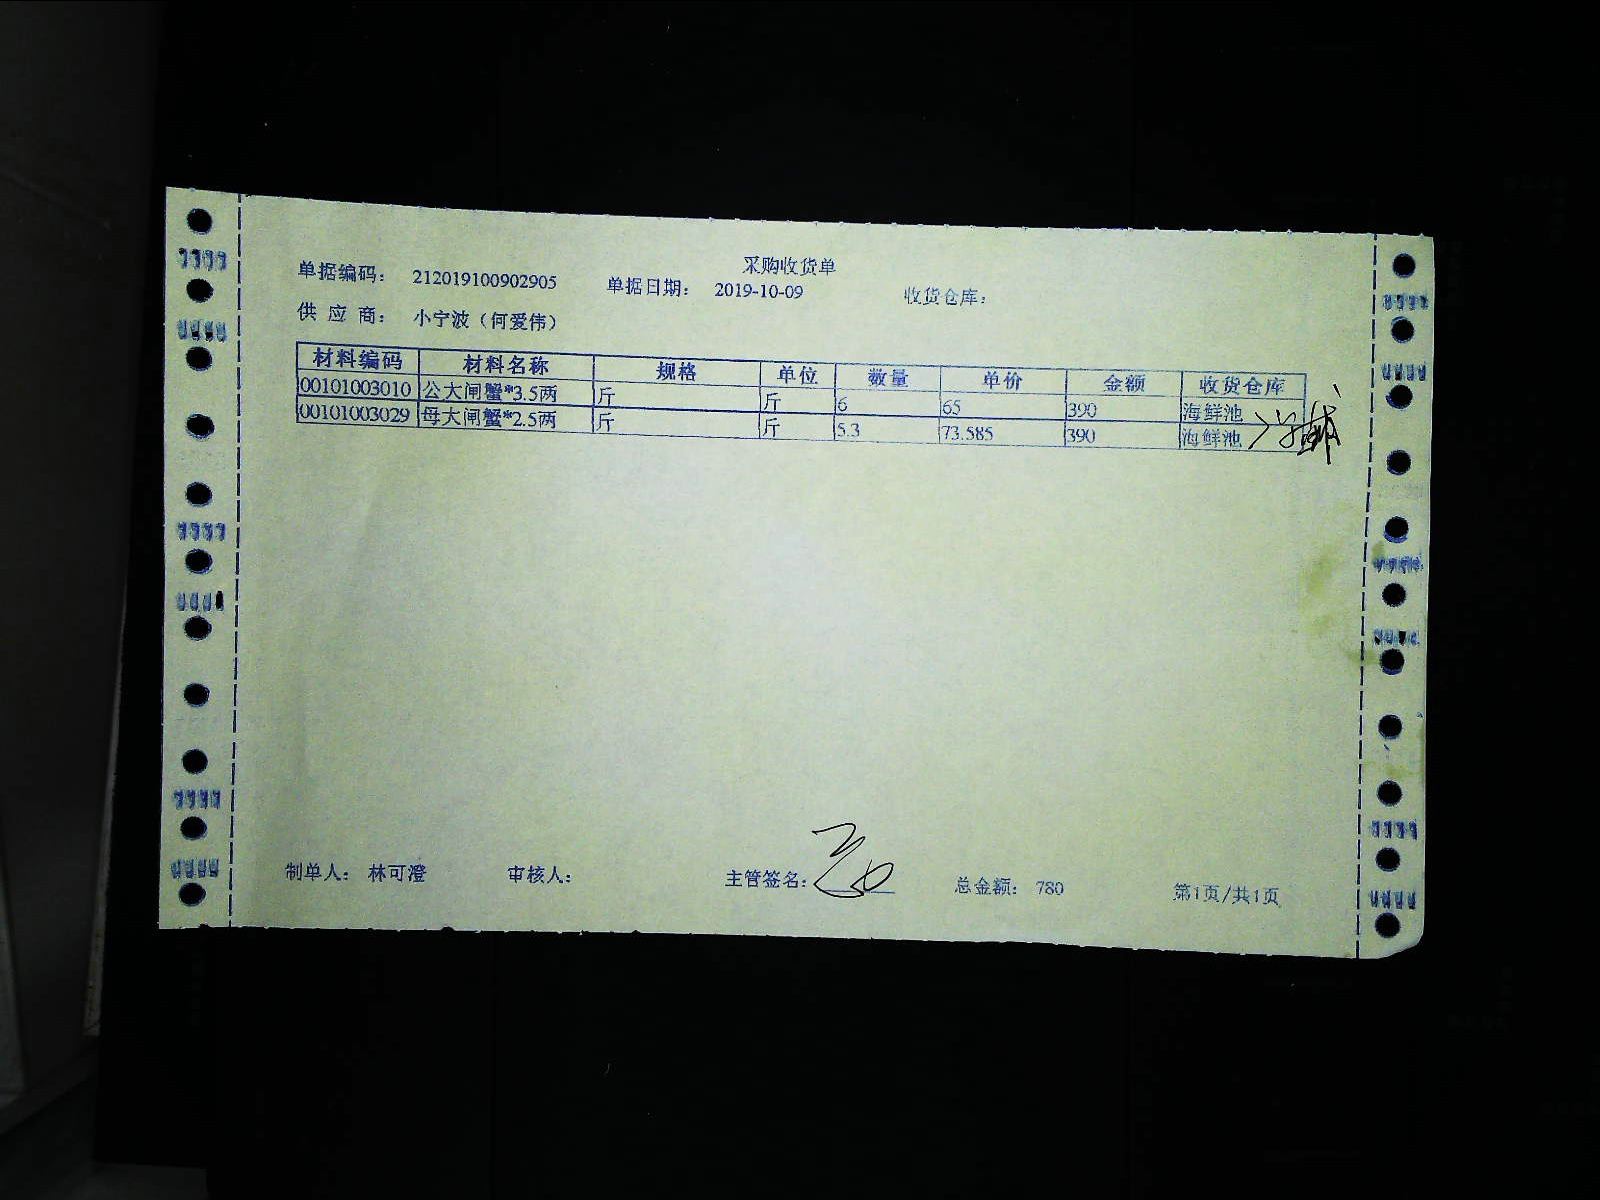 采购收货单
单据编码： 212019100902905 单据日期： 2019-10-09 收货仓库：
供 应 商： 小宁波（何爱伟）
材料编码 材料名称 规格 单位 数量 单价 金额 收货仓库
00101003010 公大闸蟹*3.5两 斤 斤 6 65 390 海鲜池
00101003029 母大闸蟹*2.5两 斤 斤 5.3 73.585 390 海鲜池
制单人： 林可澄 审核人： 主管签名： 总金额： 780 第1页/共1页